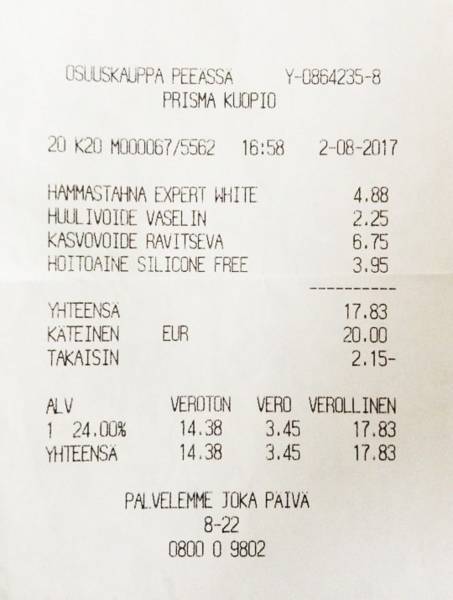 OSUUSKAUPPA PEEÄSSÄ Y-0864235-8
PRISMA KUOPIO
20 K20 M000067/5562 16:58 2-08-2017
HAMMASTAHNA EXPERT WHITE 4.88
HUULIVOIDE VASELIN 2.25
KASVOVOIDE RAVITSEVA 6.75
HOITOAINE SILICONE FREE 3.95
----------
YHTEENSÄ 17.83
KÄTEINEN EUR 20.00
TAKAISIN 2.15-
ALV VEROTON VERO VEROLLINEN
1 24.00% 14.38 3.45 17.83
YHTEENSÄ 14.38 3.45 17.83
PALVELEMME JOKA PÄIVÄ
8-22
0800 0 9802